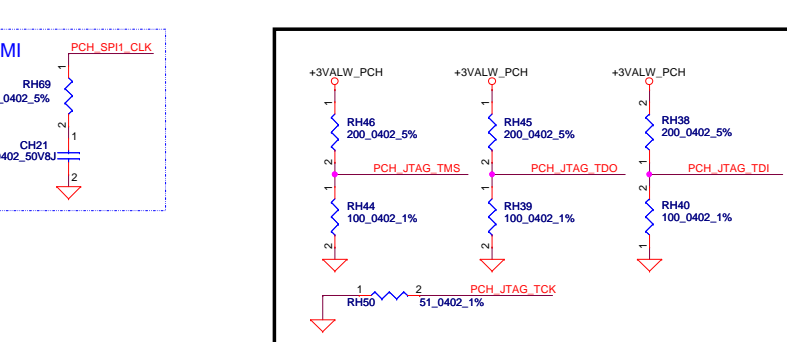 MI
PCH_SPI1_CLK
1
RH69
_0402_5%
2
1
CH21
0402_50V8J
2
+3VALW_PCH
+3VALW_PCH
+3VALW_PCH
1
1
2
RH46
200_0402_5%
RH45
200_0402_5%
RH38
200_0402_5%
2
2
1
PCH_JTAG_TMS
PCH_JTAG_TDO
PCH_JTAG_TDI
1
1
2
RH44
100_0402_1%
RH39
100_0402_1%
RH40
100_0402_1%
2
2
1
1
2
PCH_JTAG_TCK
RH50
51_0402_1%